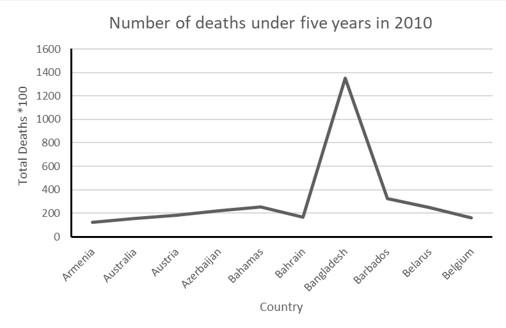 Number of deaths under five years in 2010
Total Deaths *100
1600
1400
1200
1000
800
600
400
200
0
Armenia
Australia
Austria
Azerbaijan
Bahamas
Bahrain
Bangladesh
Barbados
Belarus
Belgium
Country